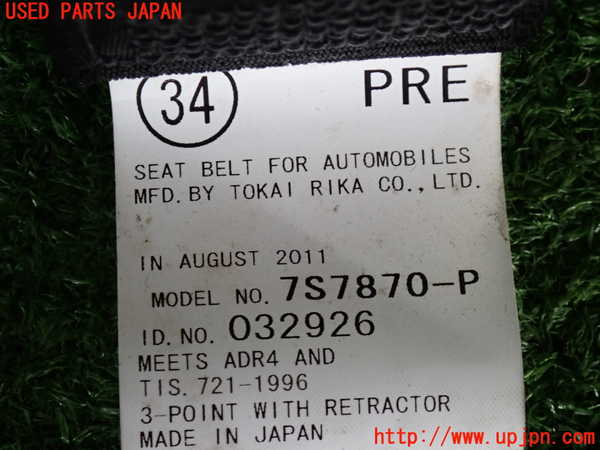 USED PARTS JAPAN
34 PRE
SEAT BELT FOR AUTOMOBILES
MFD. BY TOKAI RIKA CO., LTD.
IN AUGUST 2011
MODEL NO. 7S7870-P
ID. NO. 032926
MEETS ADR4 AND
TIS. 721-1996
3-POINT WITH RETRACTOR
MADE IN JAPAN
http://www.upjpn.com